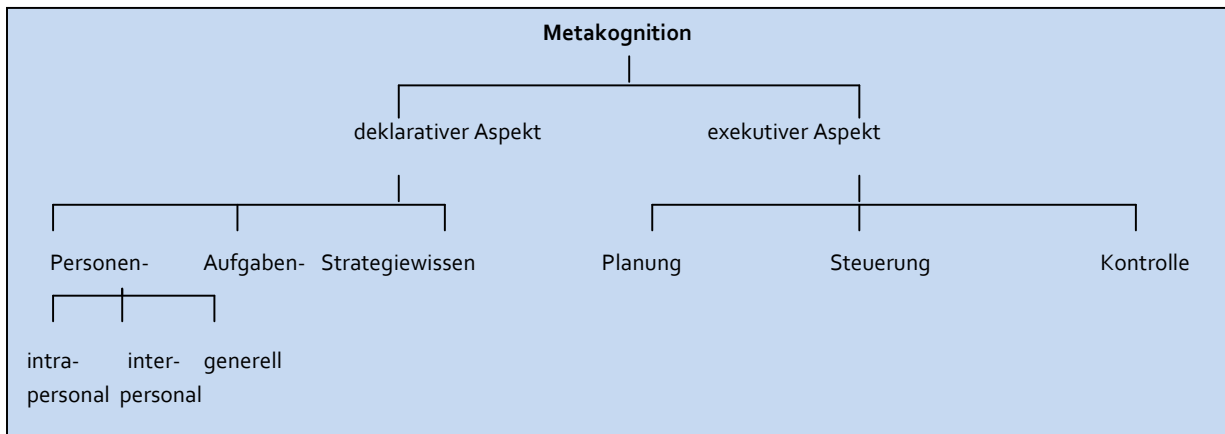 Metakognition
deklarativer Aspekt exekutiver Aspekt
Personen- Aufgaben- Strategiewissen Planung Steuerung Kontrolle
intra- inter- generell
personal personal